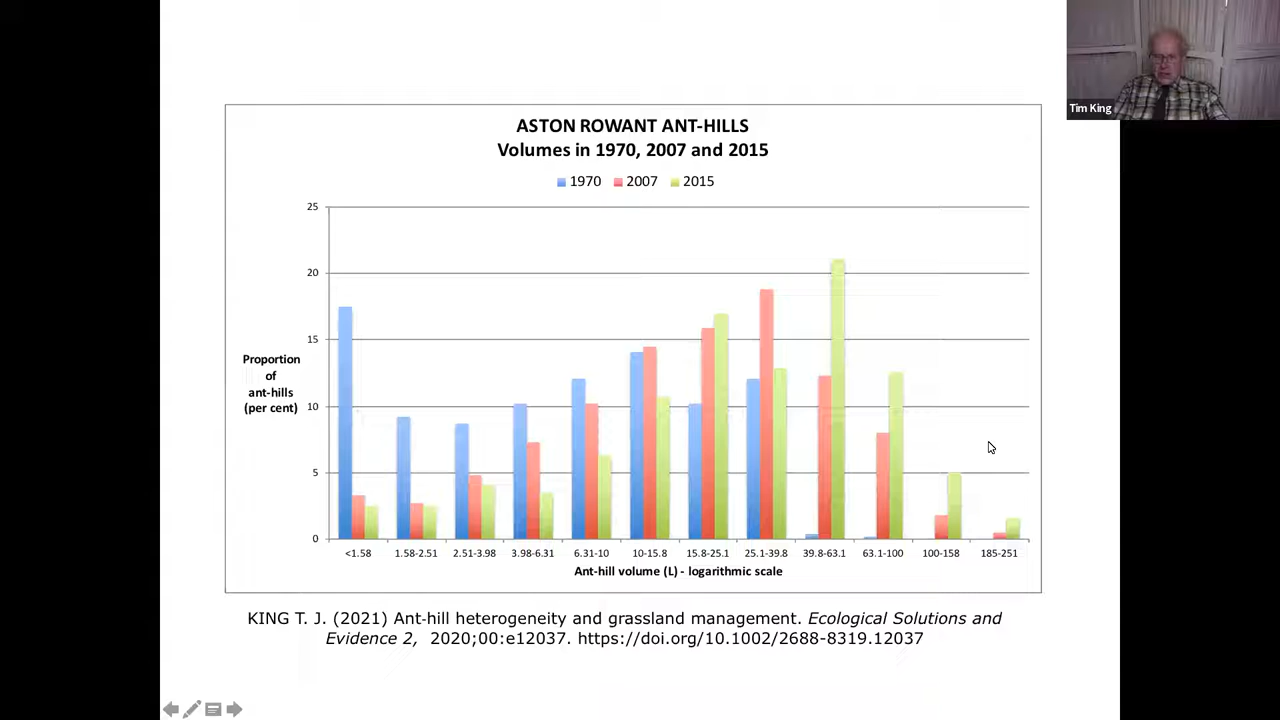 Tim King
ASTON ROWANT ANT-HILLS
Volumes in 1970, 2007 and 2015
1970 2007 2015
25
20
15
10
5
0
Proportion
of
ant-hills
(per cent)
<1.58 1.58-2.51 2.51-3.98 3.98-6.31 6.31-10 10-15.8 15.8-25.1 25.1-39.8 39.8-63.1 63.1-100 100-158 185-251
Ant-hill volume (L) - logarithmic scale
KING T. J. (2021) Ant-hill heterogeneity and grassland management. Ecological Solutions and
Evidence 2, 2020;00:e12037. https://doi.org/10.1002/2688-8319.12037